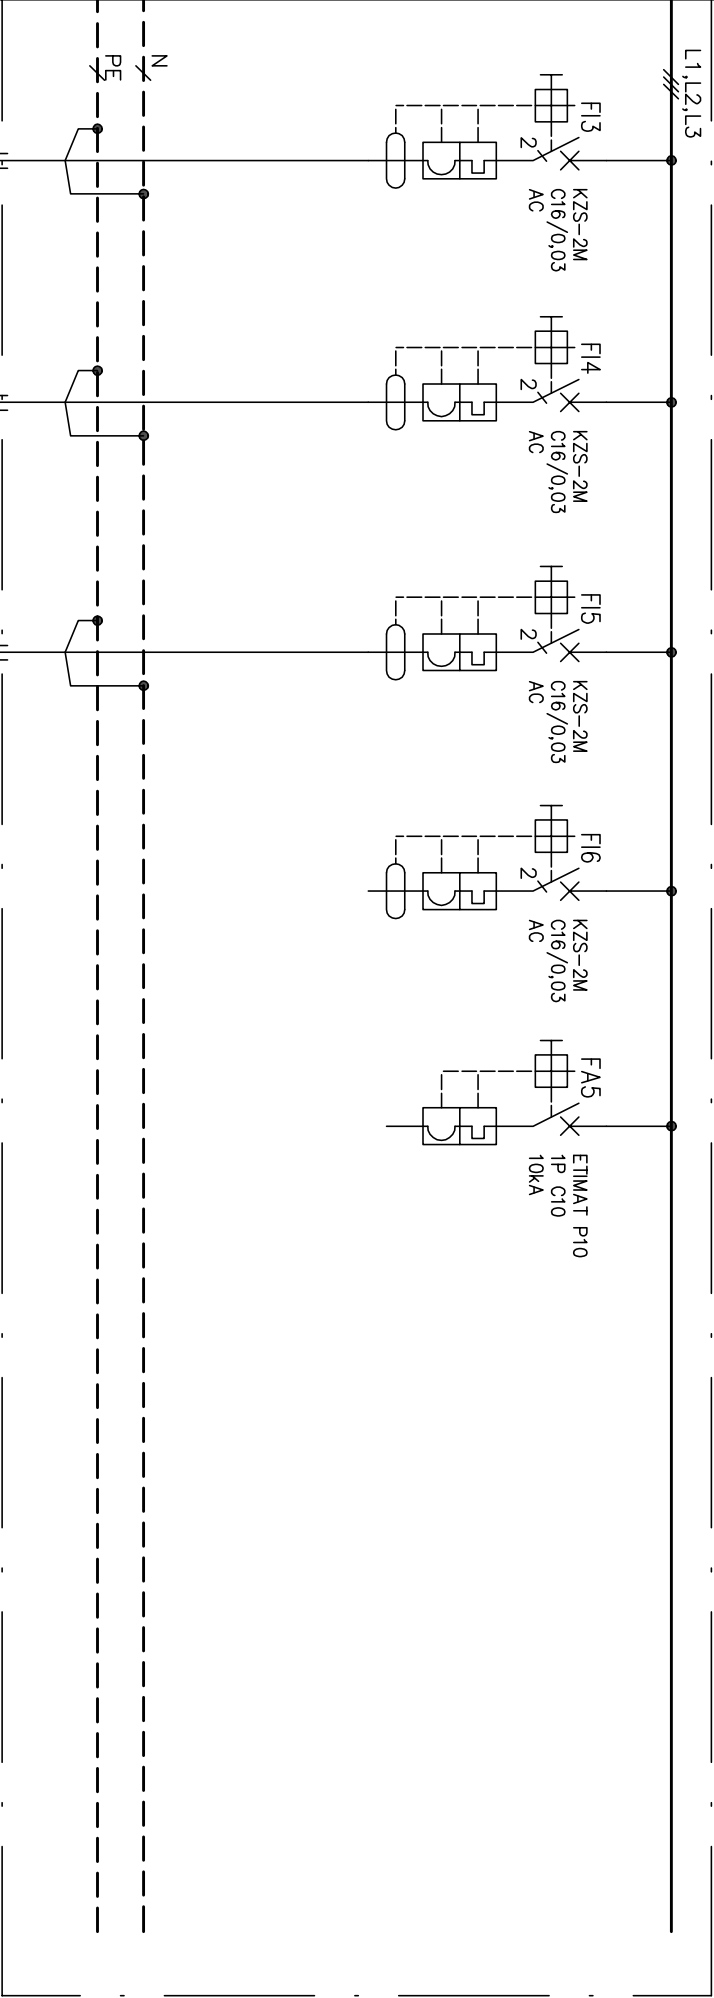 L1,L2,L3
FI3
2
KZS-2M
C16/0,03
AC
FI4
2
KZS-2M
C16/0,03
AC
FI5
2
KZS-2M
C16/0,03
AC
FI6
2
KZS-2M
C16/0,03
AC
FA5
ETIMAT P10
1P C10
10kA
N
PE